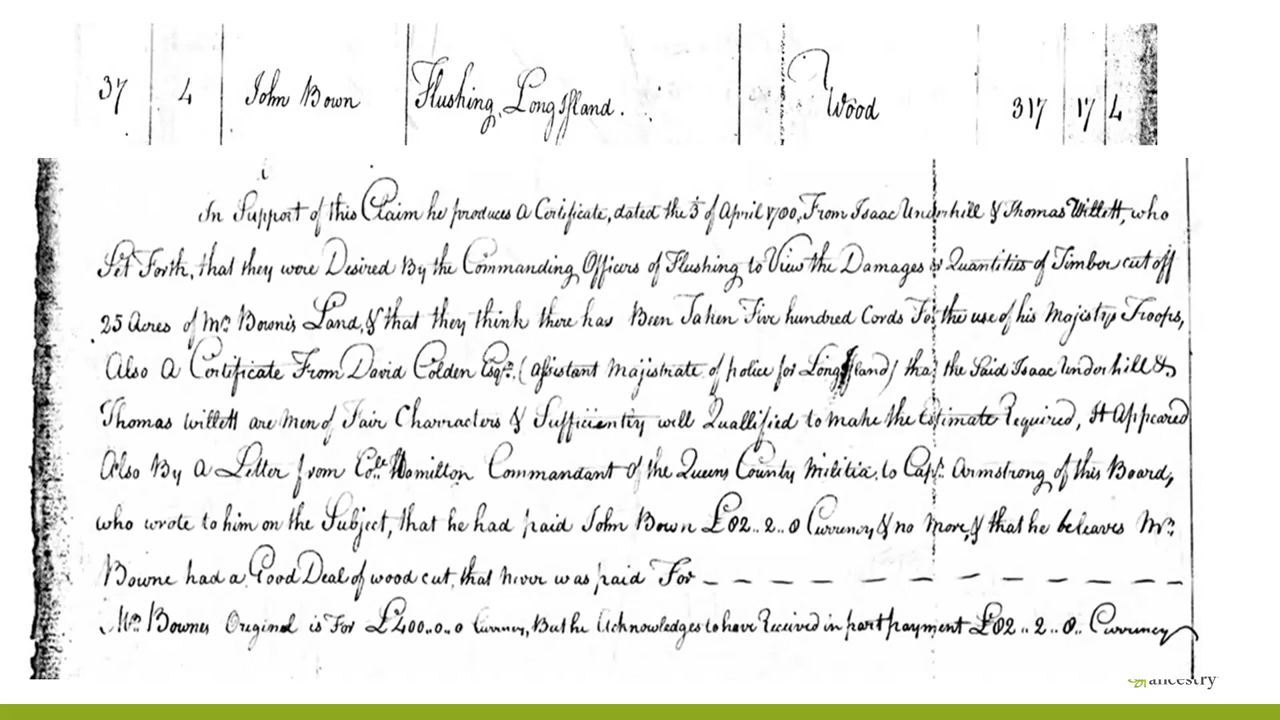 37 4 John Bown Flushing, Long Island. Wood 317 17 4
In Support of this Claim he produces a Certificate, dated the 3 of April 1780, From Isaac Underhill & Thomas Willett, who
Set Forth, that they were Desired By the Commanding Officers of Flushing to View the Damages & Quantities of Timber cut off
25 Acres of Mr. Bowne's Land, & that they think there has Been Taken Five hundred Cords For the use of his Majestys Troops,
Also A Certificate From David Colden Esqr. (Assistant Majistrate of police for Long Island) that the Said Isaac Underhill &
Thomas Willett are Men of Fair Characters & Sufficiently well Quallified to make the Estimate Required, It Appeared
Also By A Letter from Col. Hamilton Commandant of the Queens County Militia, to Capt. Armstrong of this Board,
who wrote to him on the Subject, that he had paid John Bown £82..2..0 Currency & no More, & that he beleaves Mr.
Bowne had a Good Deal of wood cut, that never was paid For
Mr. Bownes Original is For £400..0..0 Currency, But he Acknowledges to have Received in part payment £82..2..0.. Currency
ancestry